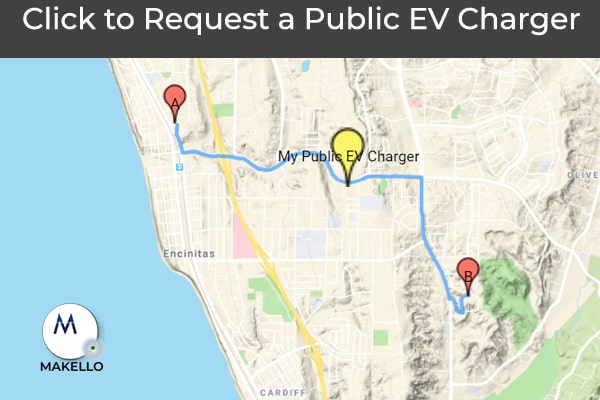 Click to Request a Public EV Charger
A
My Public EV Charger
OLIVE
Encinitas
B
M
MAKELLO
CARDIFF